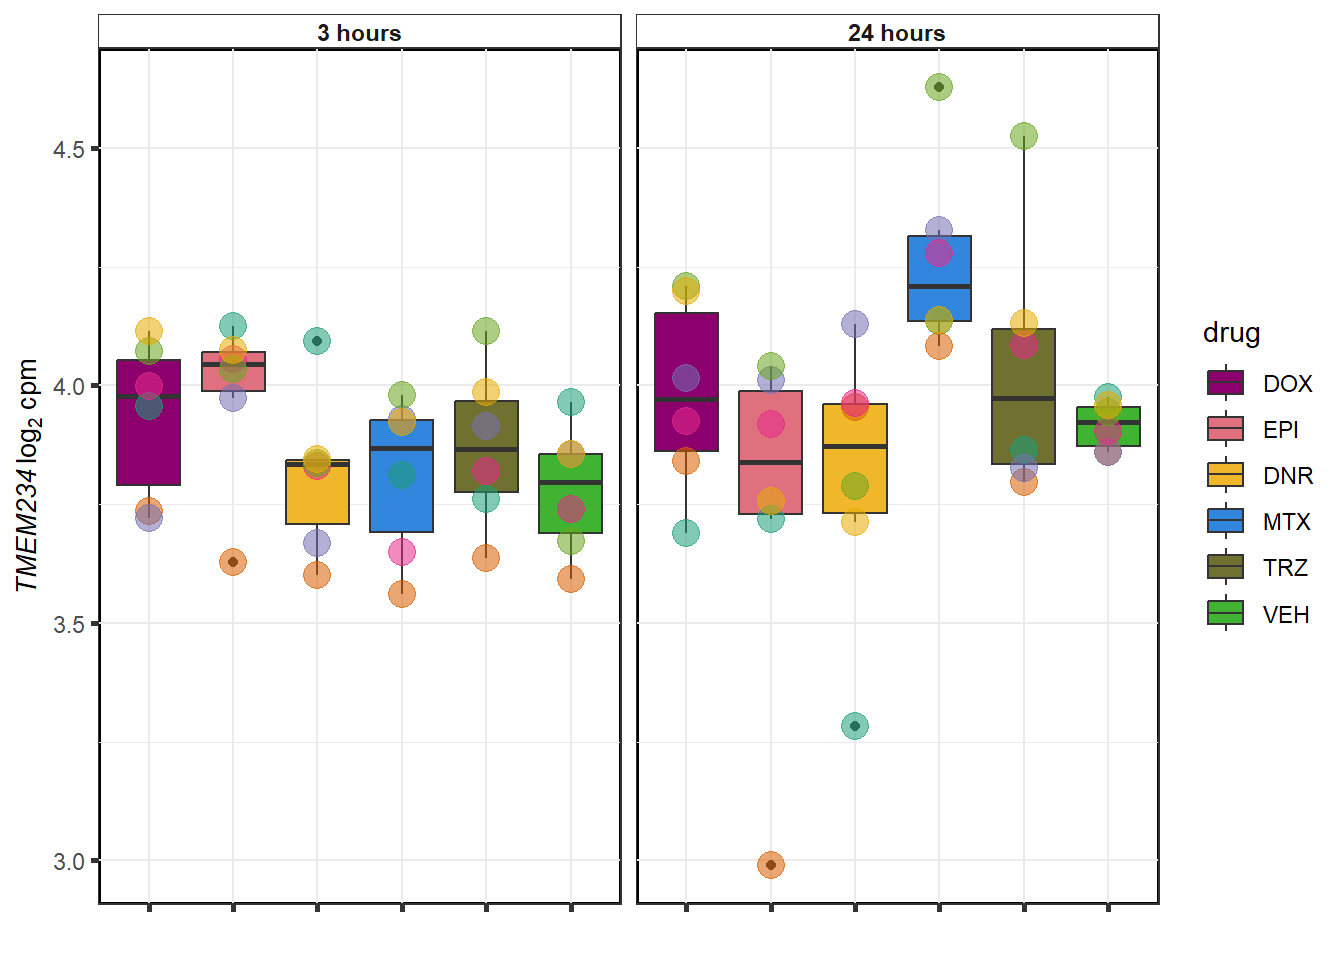 3 hours
24 hours
4.5
4.0
3.5
3.0
TMEM234 log2 cpm
drug
DOX
EPI
DNR
MTX
TRZ
VEH